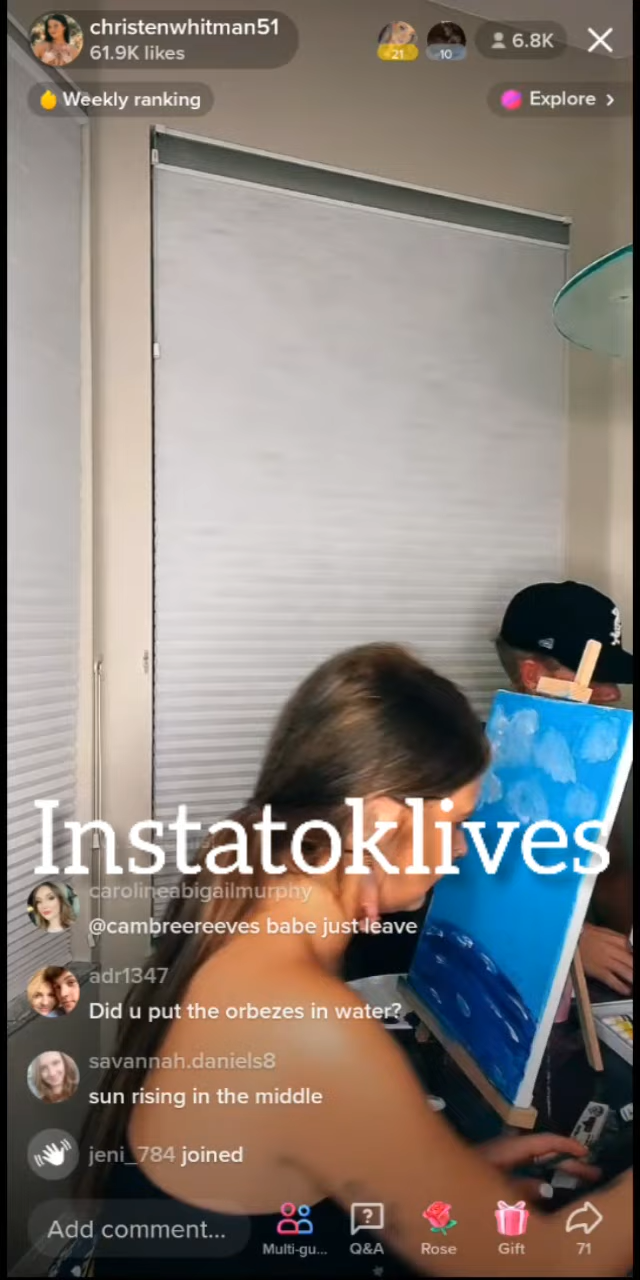 christenwhitman51
61.9K likes
21
10
6.8K
Weekly ranking
Explore
Instatoklives
carolineabigailmurphy
@cambreereeves babe just leave
adr1347
Did u put the orbezes in water?
savannah.daniels8
sun rising in the middle
jeni_784 joined
Add comment...
Multi-gu...
Q&A
Rose
Gift
71